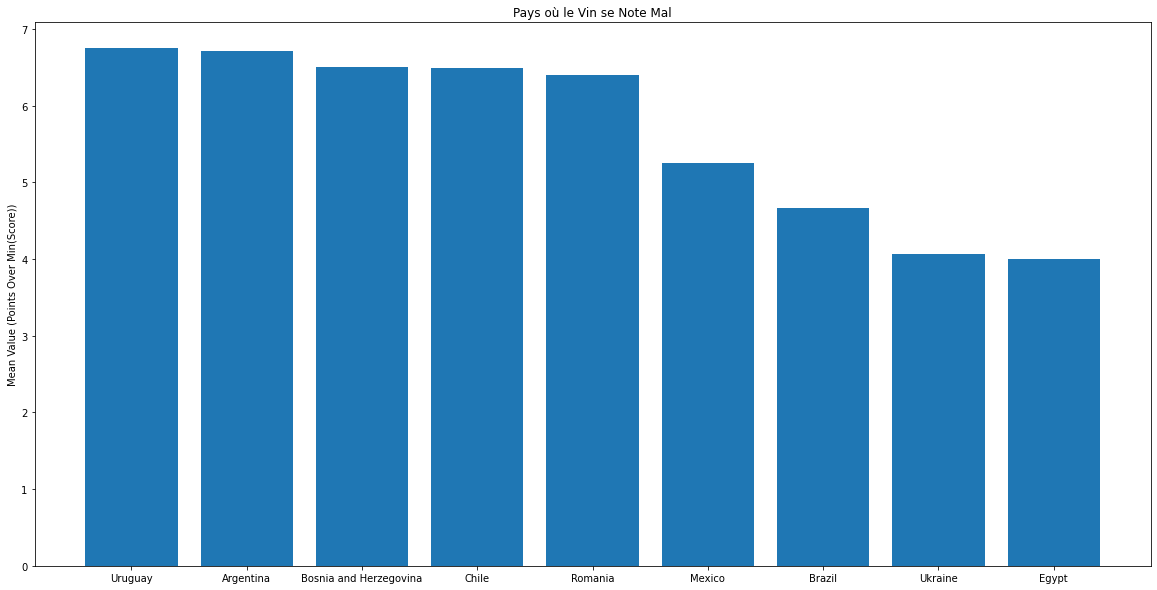 Pays où le Vin se Note Mal
Mean Value (Points Over Min(Score))
7
6
5
4
3
2
1
0
Uruguay Argentina Bosnia and Herzegovina Chile Romania Mexico Brazil Ukraine Egypt